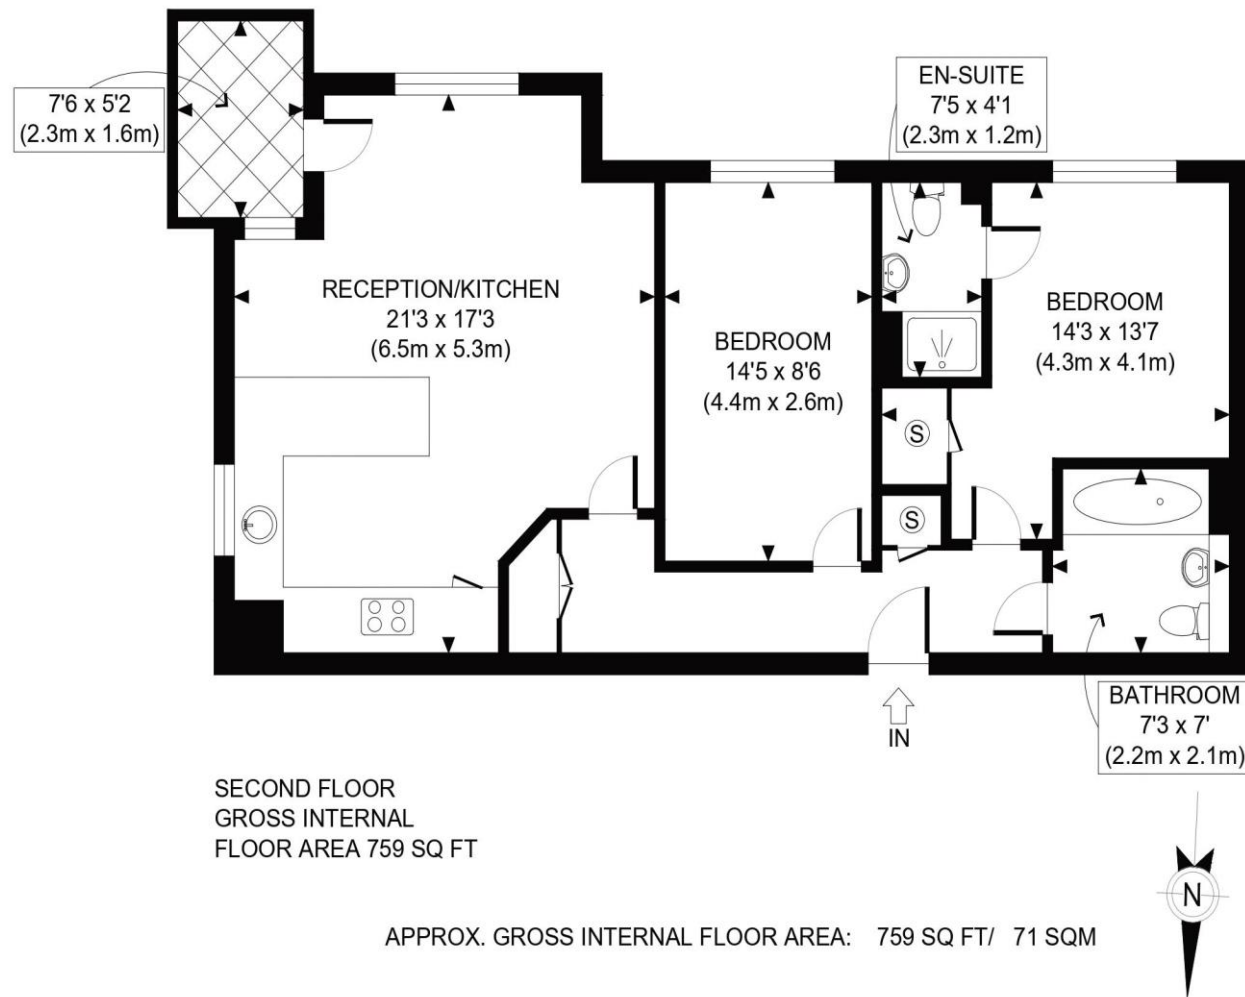 7'6 x 5'2
(2.3m x 1.6m)
EN-SUITE
7'5 x 4'1
(2.3m x 1.2m)
RECEPTION/KITCHEN
21'3 x 17'3
(6.5m x 5.3m)
BEDROOM
14'5 x 8'6
(4.4m x 2.6m)
BEDROOM
14'3 x 13'7
(4.3m x 4.1m)
S
S
IN
BATHROOM
7'3 x 7'
(2.2m x 2.1m)
SECOND FLOOR
GROSS INTERNAL
FLOOR AREA 759 SQ FT
N
APPROX. GROSS INTERNAL FLOOR AREA: 759 SQ FT/ 71 SQM